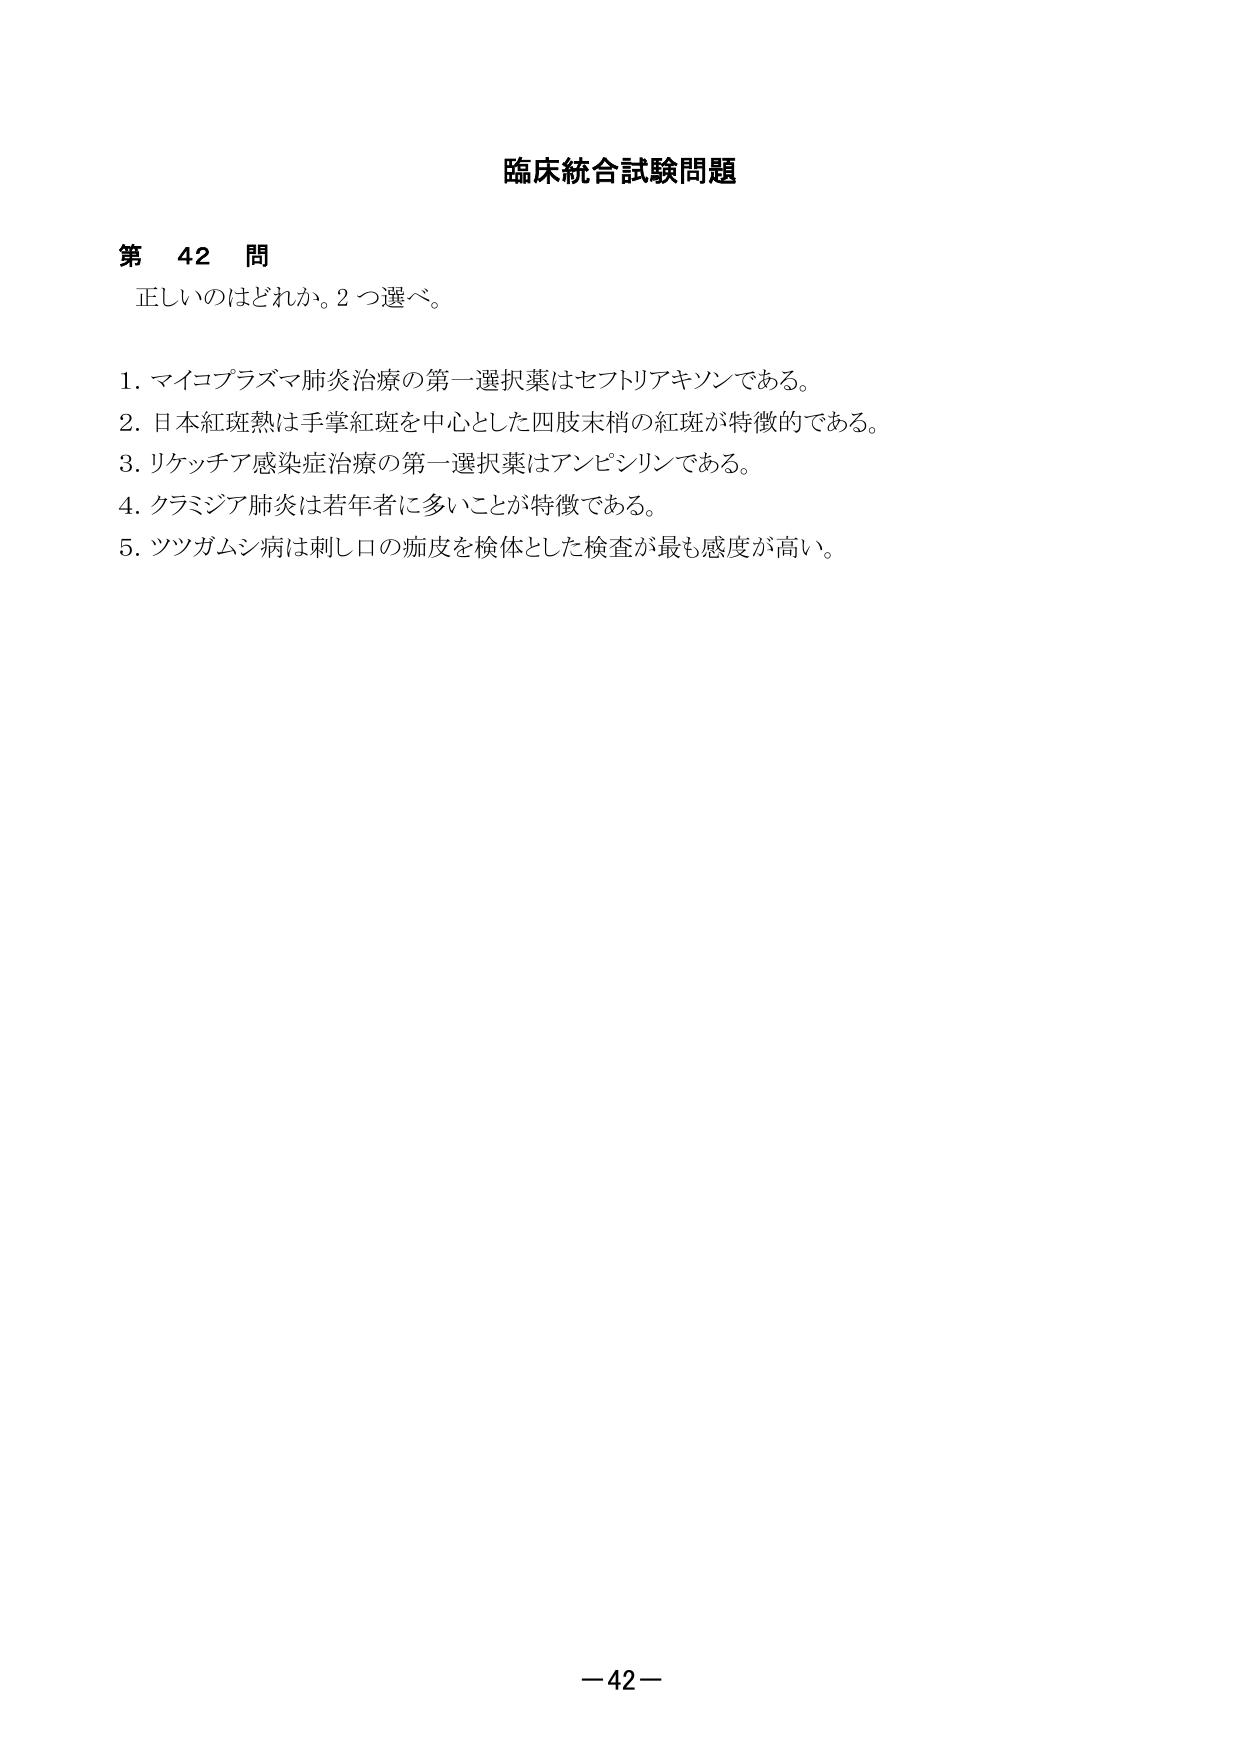 臨床統合試験問題
第 42 問
正しいのはどれか。2 つ選べ。
1. マイコプラズマ肺炎治療の第一選択薬はセフトリアキソンである。
2. 日本紅斑熱は手掌紅斑を中心とした四肢末梢の紅斑が特徴的である。
3. リケッチア感染症治療の第一選択薬はアンピシリンである。
4. クラミジア肺炎は若年者に多いことが特徴である。
5. ツツガムシ病は刺し口の痂皮を検体とした検査が最も感度が高い。
－42－